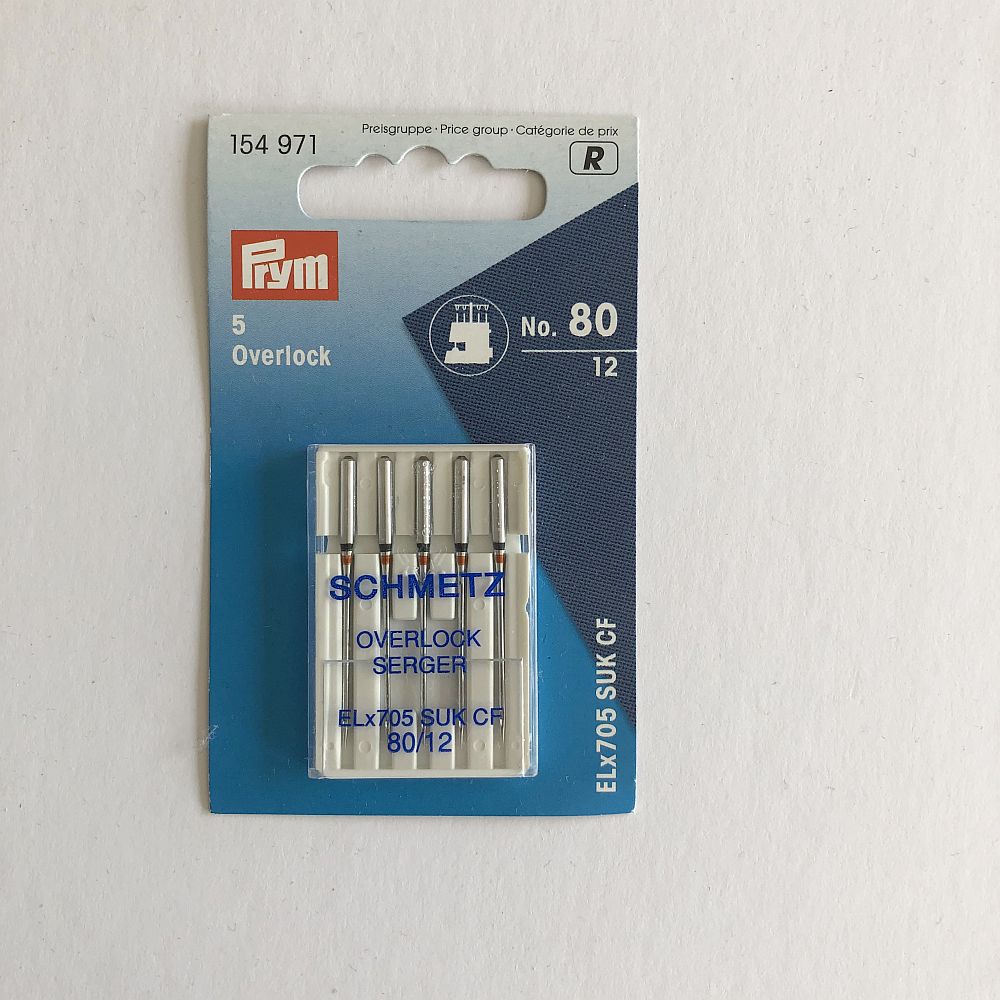 Preisgruppe · Price group · Catégorie de prix
154 971
R
Prym
5
Overlock
No. 80
12
SCHMETZ
OVERLOCK
SERGER
ELx705 SUK CF
80/12
ELx705 SUK CF